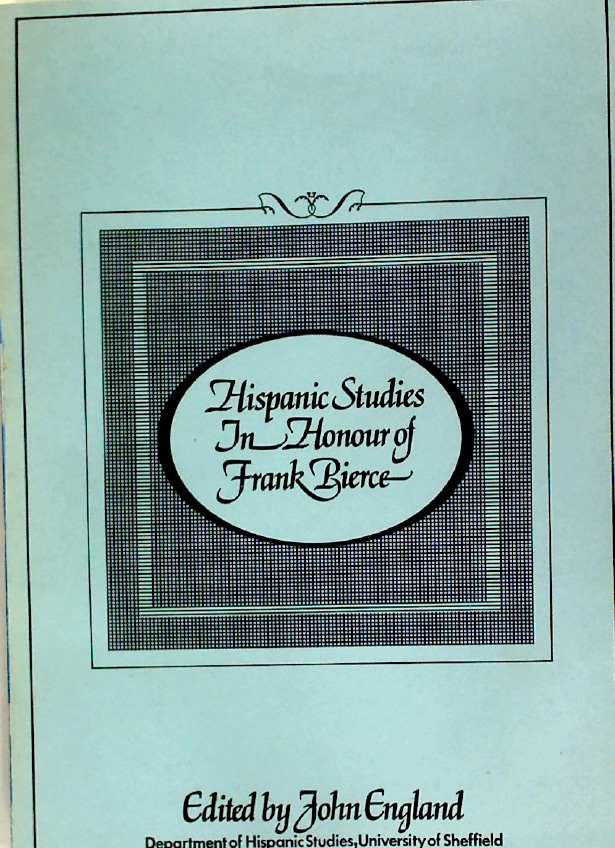 Hispanic Studies
In Honour of
Frank Pierce
Edited by John England
Department of Hispanic Studies, University of Sheffield